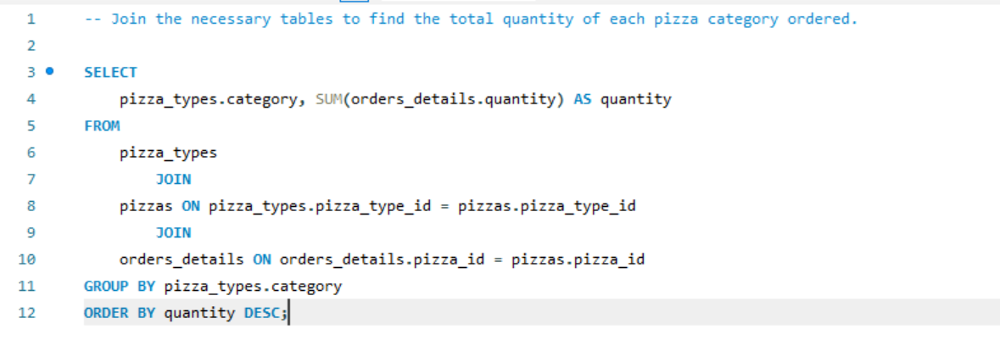 1 -- Join the necessary tables to find the total quantity of each pizza category ordered.
2
3 SELECT
4 pizza_types.category, SUM(orders_details.quantity) AS quantity
5 FROM
6 pizza_types
7 JOIN
8 pizzas ON pizza_types.pizza_type_id = pizzas.pizza_type_id
9 JOIN
10 orders_details ON orders_details.pizza_id = pizzas.pizza_id
11 GROUP BY pizza_types.category
12 ORDER BY quantity DESC;